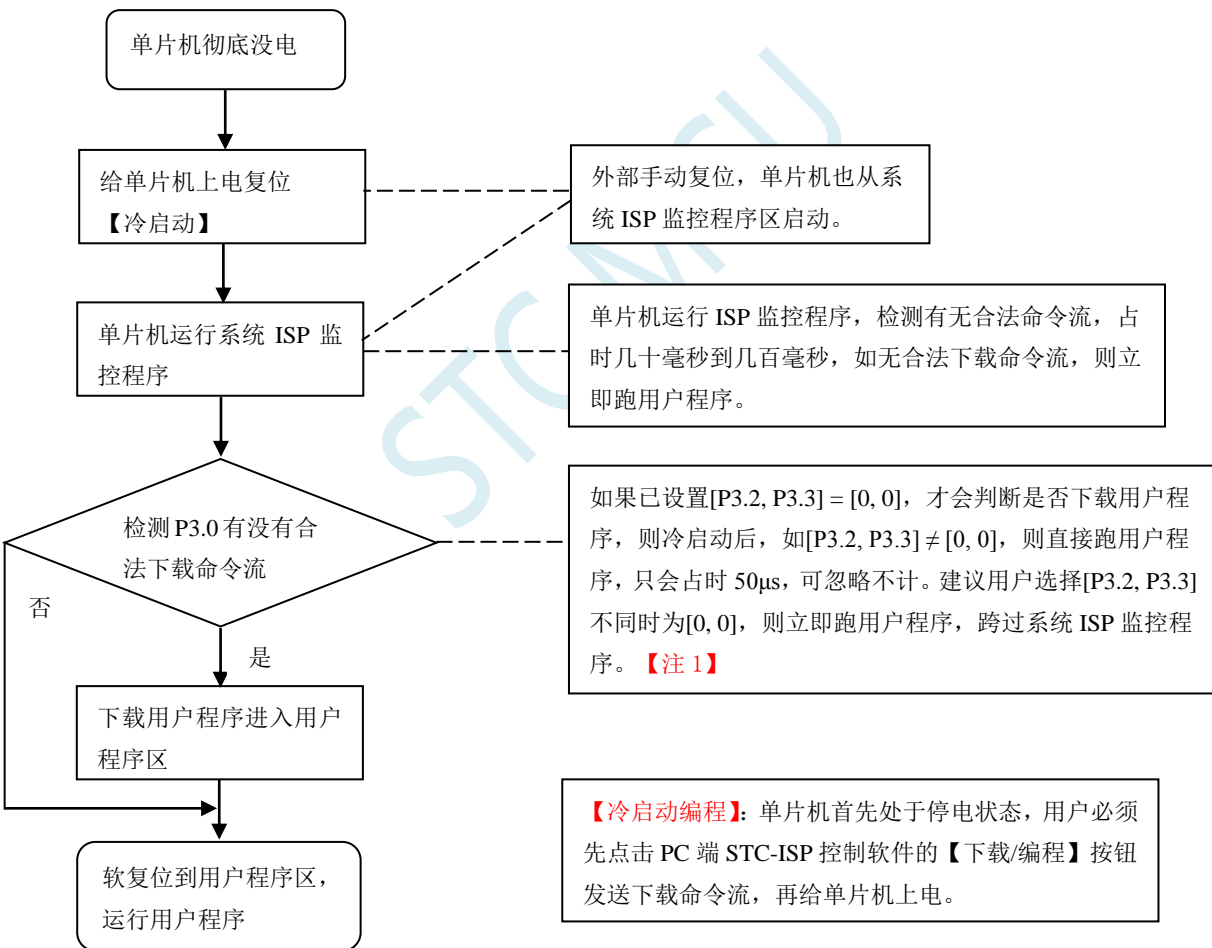 单片机彻底没电
给单片机上电复位
【冷启动】
外部手动复位，单片机也从系
统 ISP 监控程序区启动。
单片机运行系统 ISP 监
控程序
单片机运行 ISP 监控程序，检测有无合法命令流，占
时几十毫秒到几百毫秒，如无合法下载命令流，则立
即跑用户程序。
检测 P3.0 有没有合
法下载命令流
如果已设置[P3.2, P3.3] = [0, 0]，才会判断是否下载用户程
序，则冷启动后，如[P3.2, P3.3] ≠ [0, 0]，则直接跑用户程
序，只会占时 50μs，可忽略不计。建议用户选择[P3.2, P3.3]
不同时为[0, 0]，则立即跑用户程序，跨过系统 ISP 监控程
序。【注 1】
否
是
下载用户程序进入用户
程序区
【冷启动编程】：单片机首先处于停电状态，用户必须
先点击 PC 端 STC-ISP 控制软件的【下载/编程】按钮
发送下载命令流，再给单片机上电。
软复位到用户程序区，
运行用户程序
STC MCU